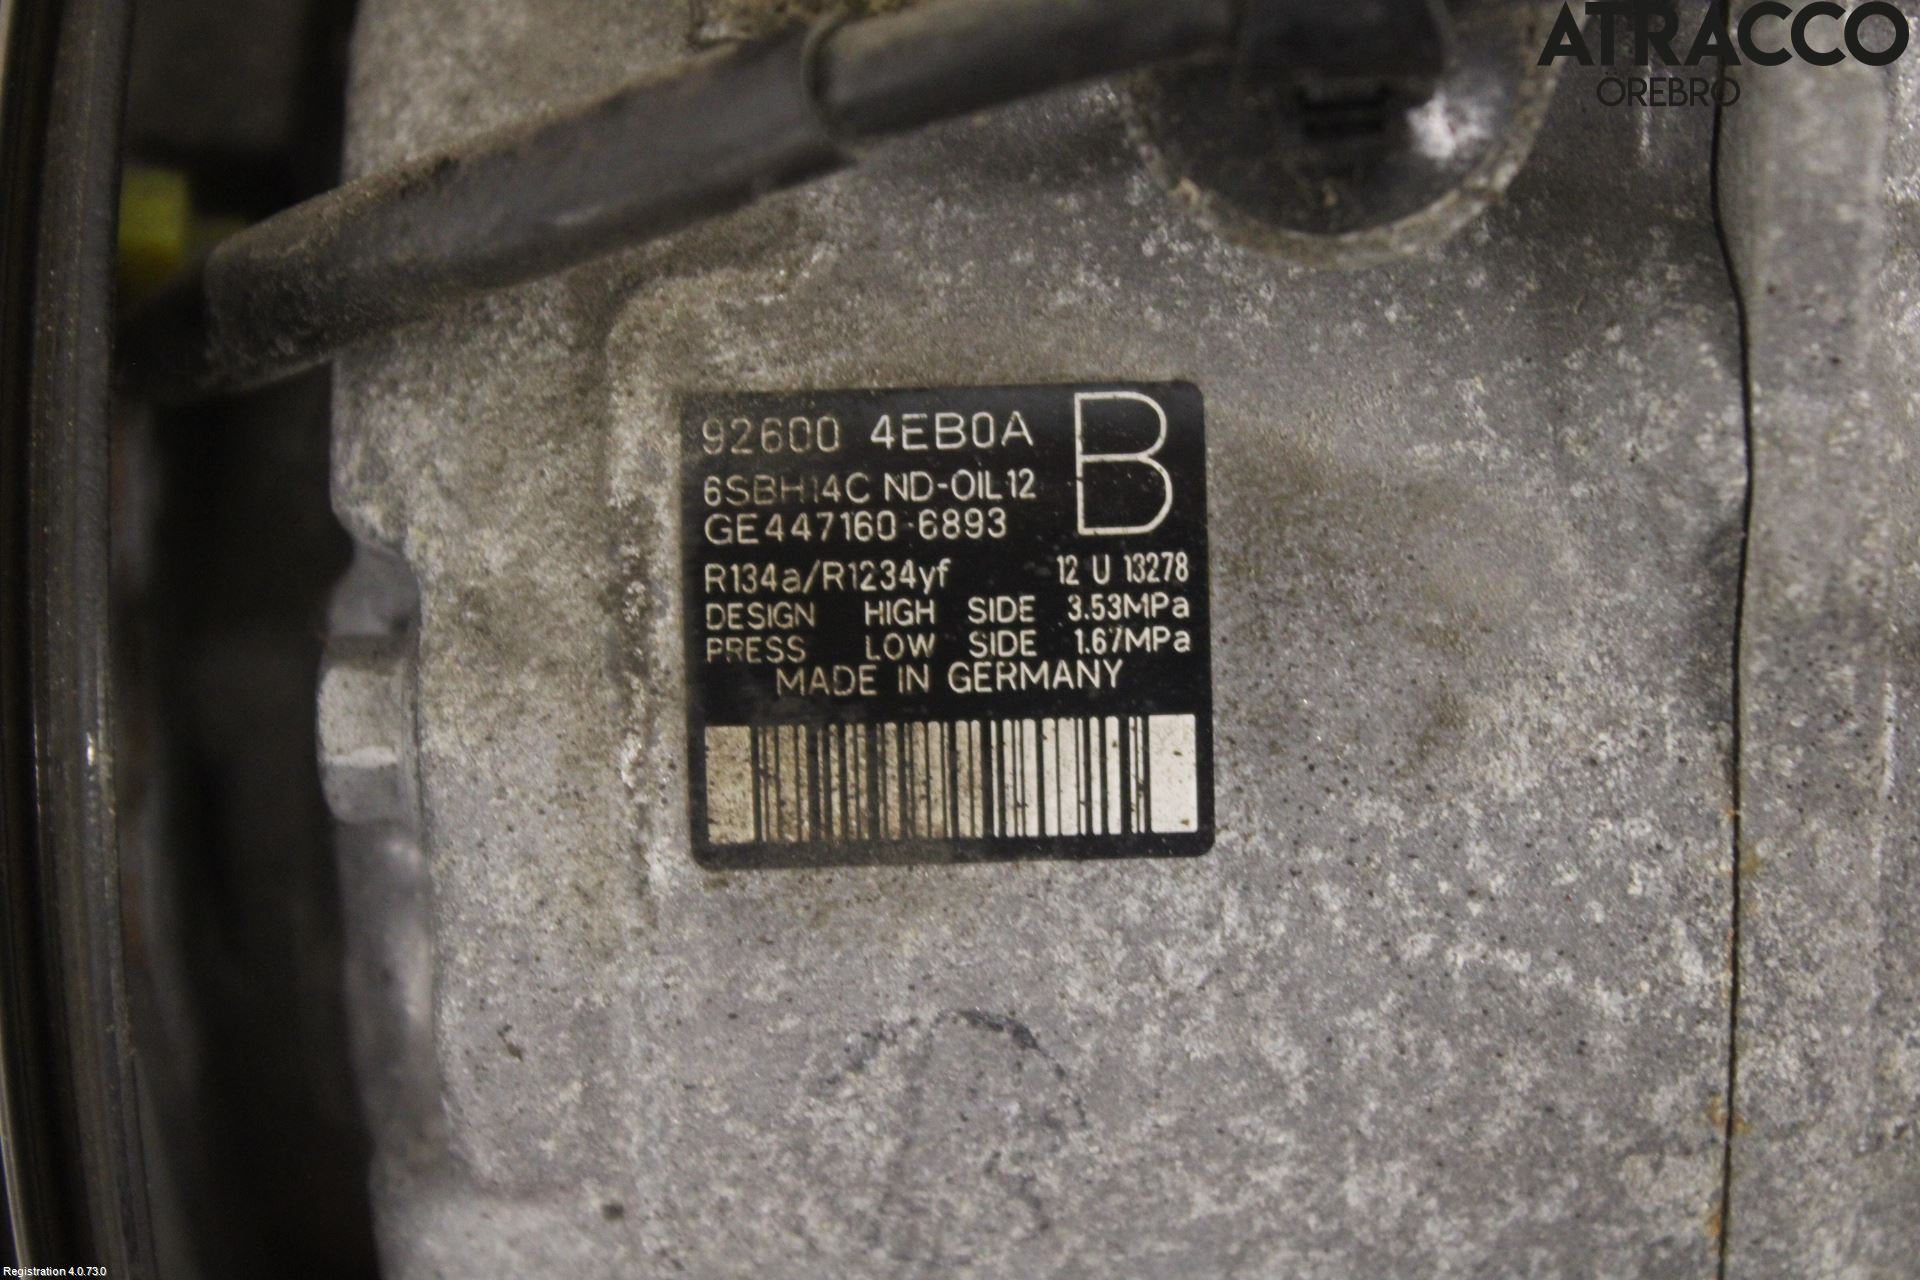 ATRACCO
ÖREBRO
92600 4EB0A B
6SBH14C ND-OIL12
GE447160-6893
R134a/R1234yf 12 U 13278
DESIGN HIGH SIDE 3.53MPa
PRESS LOW SIDE 1.67MPa
MADE IN GERMANY
Registration 4.0.73.0